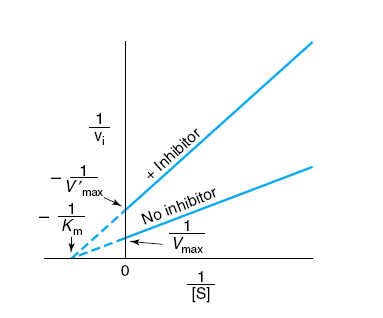 1
vᵢ
+ Inhibitor
– 1
V′max
No inhibitor
– 1
Km
1
Vmax
0
1
[S]